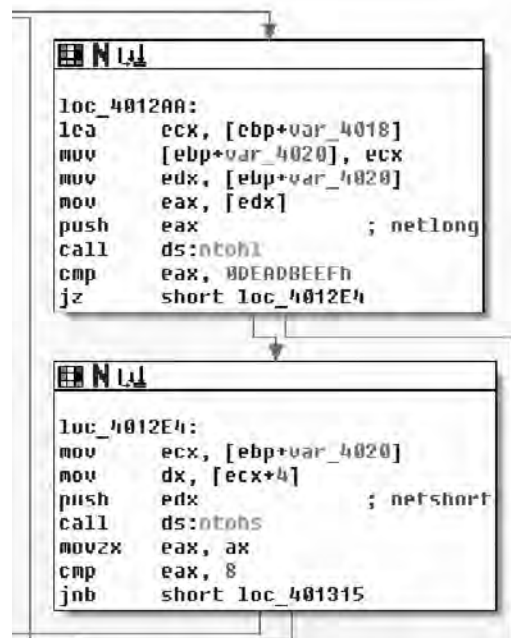 loc_4012AA:
lea ecx, [ebp+var_4018]
mov [ebp+var_4020], ecx
mov edx, [ebp+var_4020]
mov eax, [edx]
push eax ; netlong
call ds:ntohl
cmp eax, 0DEADBEEFh
jz short loc_4012E4
loc_4012E4:
mov ecx, [ebp+var_4020]
mov dx, [ecx+4]
push edx ; netshort
call ds:ntohs
movzx eax, ax
cmp eax, 8
jnb short loc_401315